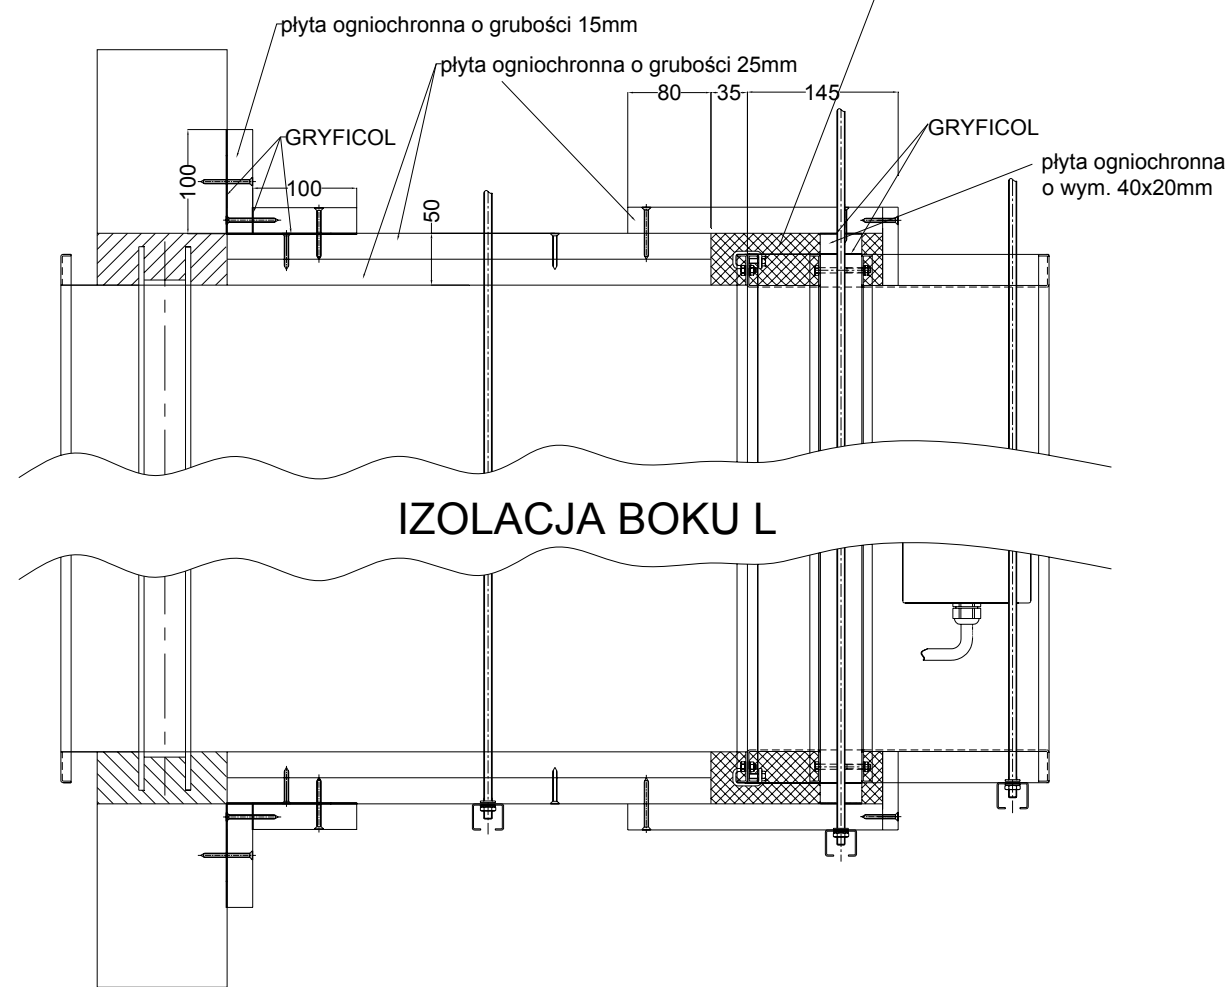 płyta ogniochronna o grubości 15mm
płyta ogniochronna o grubości 25mm
80
35
145
GRYFICOL
GRYFICOL
płyta ogniochronna
o wym. 40x20mm
100
100
50
IZOLACJA BOKU L